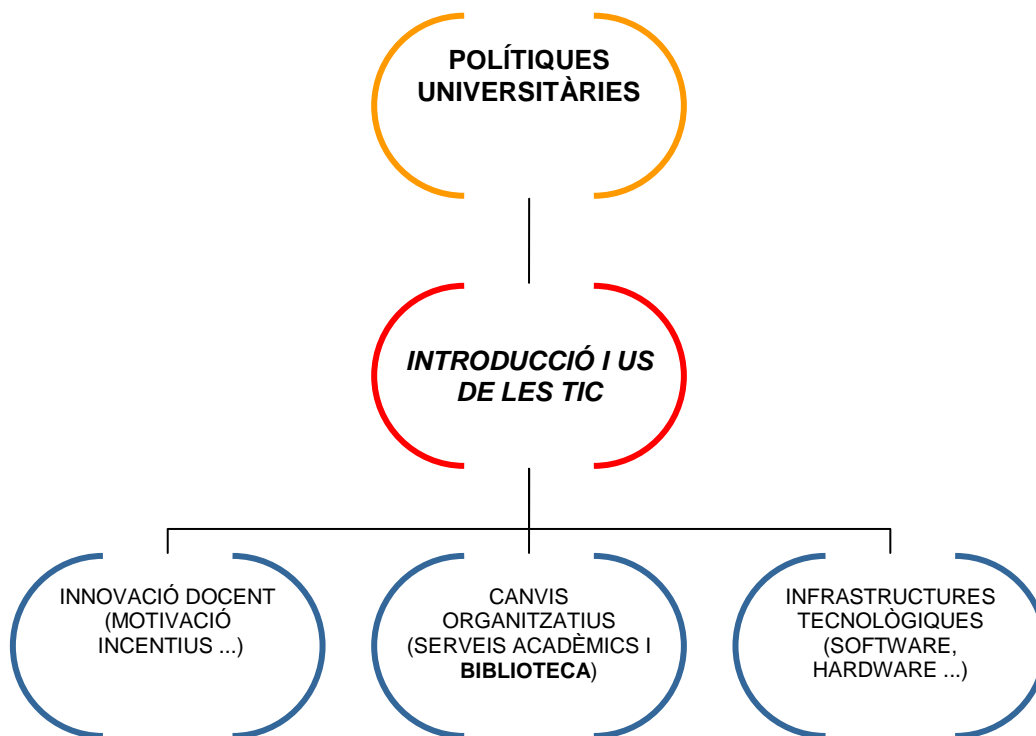 POLÍTIQUES
UNIVERSITÀRIES
INTRODUCCIÓ I US
DE LES TIC
INNOVACIÓ DOCENT
(MOTIVACIÓ
INCENTIUS ...)
CANVIS
ORGANITZATIUS
(SERVEIS ACADÈMICS I
BIBLIOTECA)
INFRASTRUCTURES
TECNOLÒGIQUES
(SOFTWARE,
HARDWARE ...)